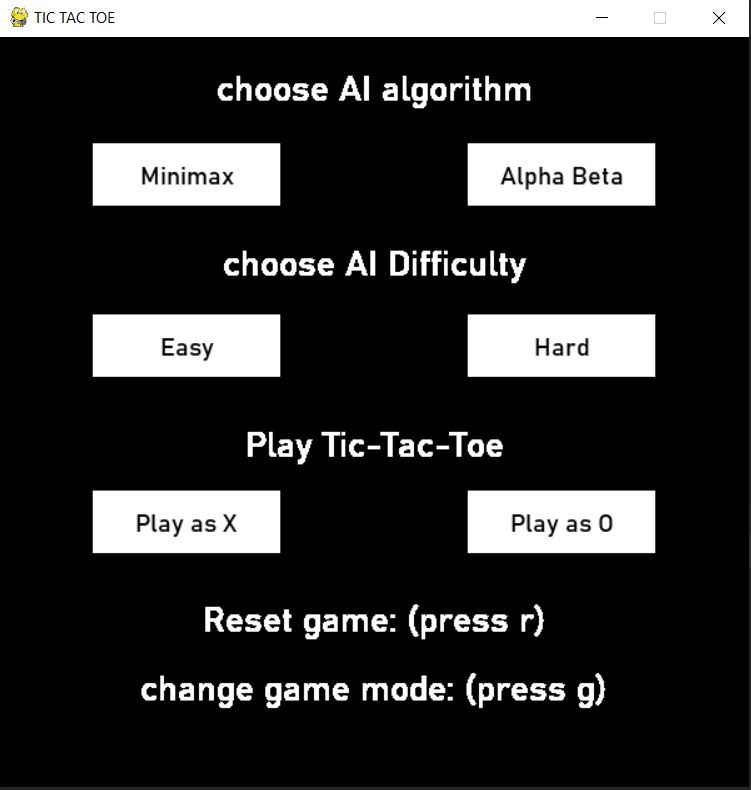 TIC TAC TOE
choose AI algorithm
Minimax Alpha Beta
choose AI Difficulty
Easy Hard
Play Tic-Tac-Toe
Play as X Play as O
Reset game: (press r)
change game mode: (press g)